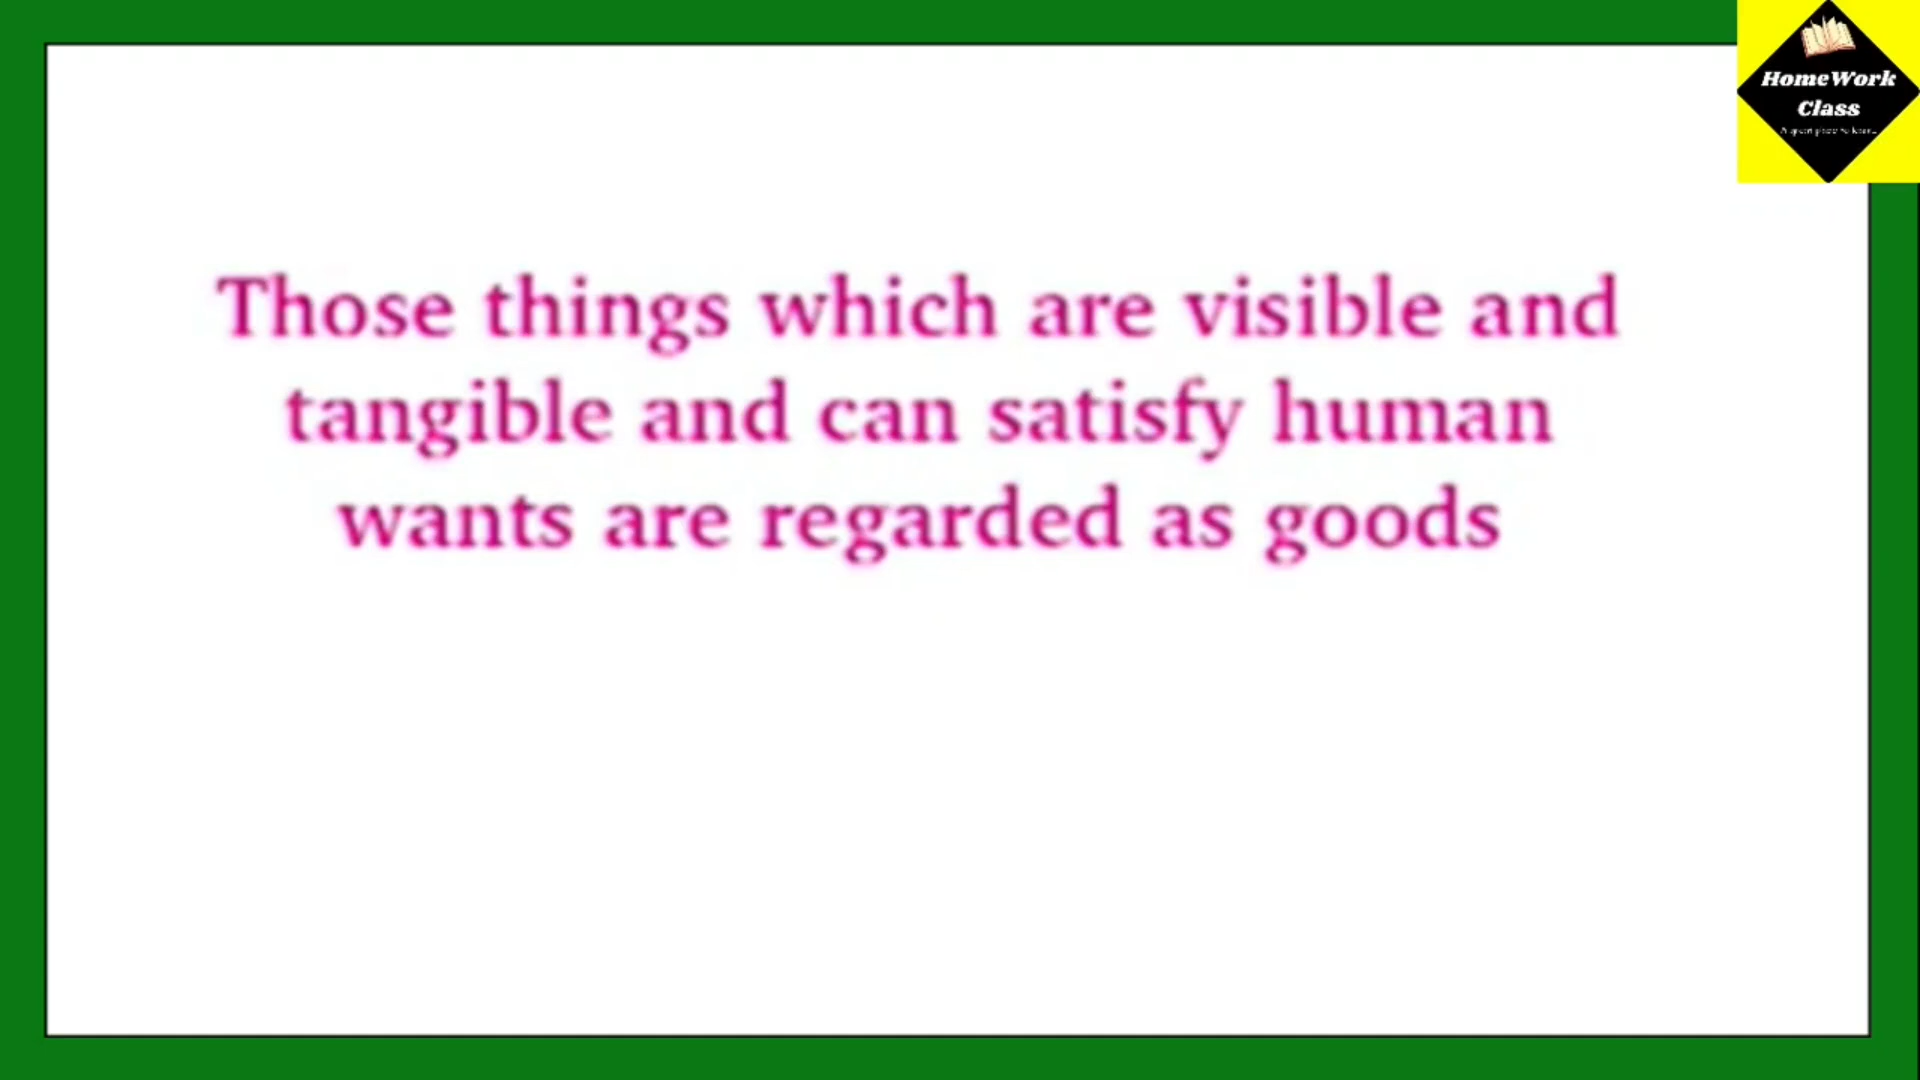 HomeWork
Class
Those things which are visible and
tangible and can satisfy human
wants are regarded as goods